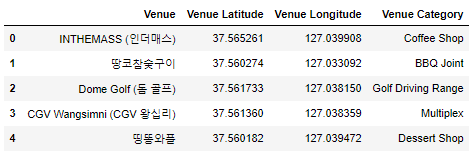 Venue Venue Latitude Venue Longitude Venue Category
0 INTHEMASS (인더매스) 37.565261 127.039908 Coffee Shop
1 땅코참숯구이 37.560274 127.033092 BBQ Joint
2 Dome Golf (돔 골프) 37.561733 127.038150 Golf Driving Range
3 CGV Wangsimni (CGV 왕십리) 37.561360 127.038359 Multiplex
4 띵똥와플 37.560182 127.039472 Dessert Shop